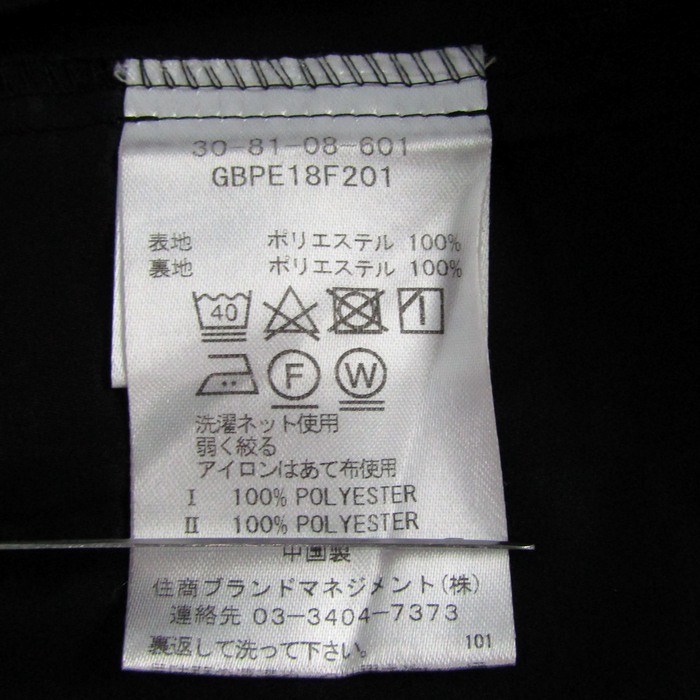 30-81-08-601
GBPE18F201
表地 ポリエステル 100%
裏地 ポリエステル 100%
40
F W
洗濯ネット使用
弱く絞る
アイロンはあて布使用
I 100% POLYESTER
II 100% POLYESTER
中国製
住商ブランドマネジメント(株)
連絡先 03-3404-7373
裏返して洗って下さい。 101